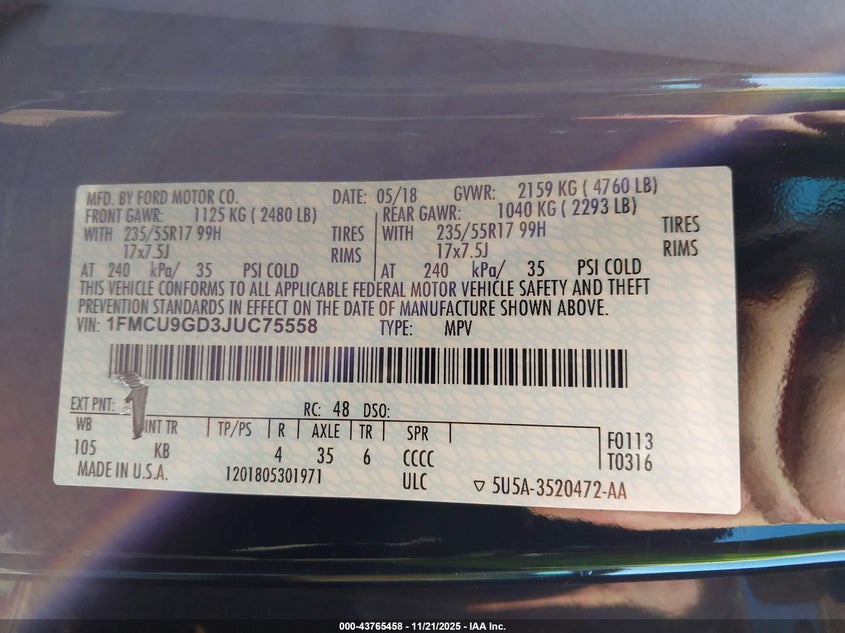 MFD. BY FORD MOTOR CO. DATE: 05/18 GVWR: 2159 KG ( 4760 LB)
FRONT GAWR: 1125 KG ( 2480 LB) REAR GAWR: 1040 KG ( 2293 LB)
WITH 235/55R17 99H TIRES WITH 235/55R17 99H TIRES
17x7.5J RIMS 17x7.5J RIMS
AT 240 kPa/ 35 PSI COLD AT 240 kPa/ 35 PSI COLD
THIS VEHICLE CONFORMS TO ALL APPLICABLE FEDERAL MOTOR VEHICLE SAFETY AND THEFT
PREVENTION STANDARDS IN EFFECT ON THE DATE OF MANUFACTURE SHOWN ABOVE.
VIN: 1FMCU9GD3JUC75558 TYPE: MPV
EXT PNT: RC: 48 DSO:
WB INT TR TP/PS R AXLE TR SPR F0113
105 KB 4 35 6 CCCC T0316
MADE IN U.S.A. 1201805301971 ULC ▽ 5U5A-3520472-AA
000-43765458 - 11/21/2025 - IAA Inc.